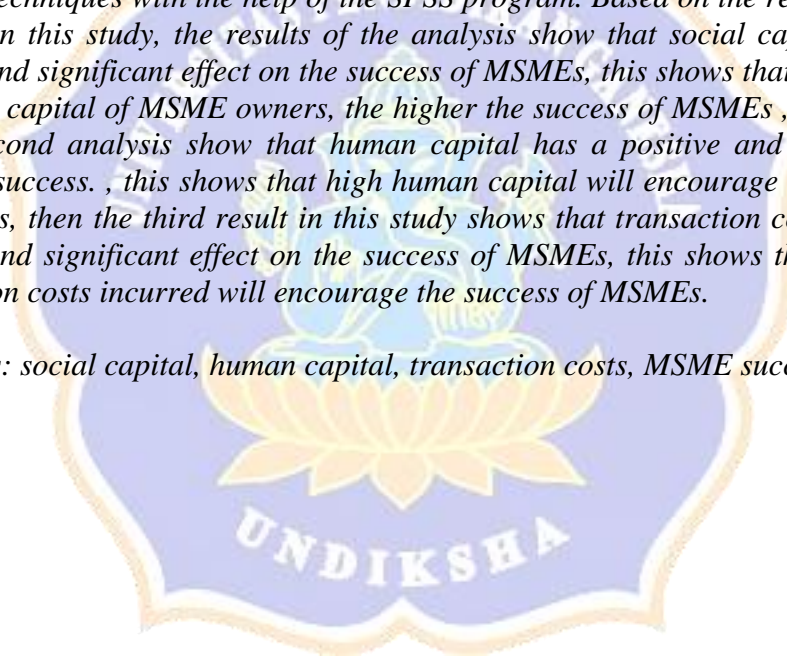 techniques with the help of the SPSS program. Based on the re
n this study, the results of the analysis show that social ca
nd significant effect on the success of MSMEs, this shows that
capital of MSME owners, the higher the success of MSMEs ,
cond analysis show that human capital has a positive and
success. , this shows that high human capital will encourage
s, then the third result in this study shows that transaction c
nd significant effect on the success of MSMEs, this shows th
on costs incurred will encourage the success of MSMEs.
: social capital, human capital, transaction costs, MSME suc
UNDIKSHA